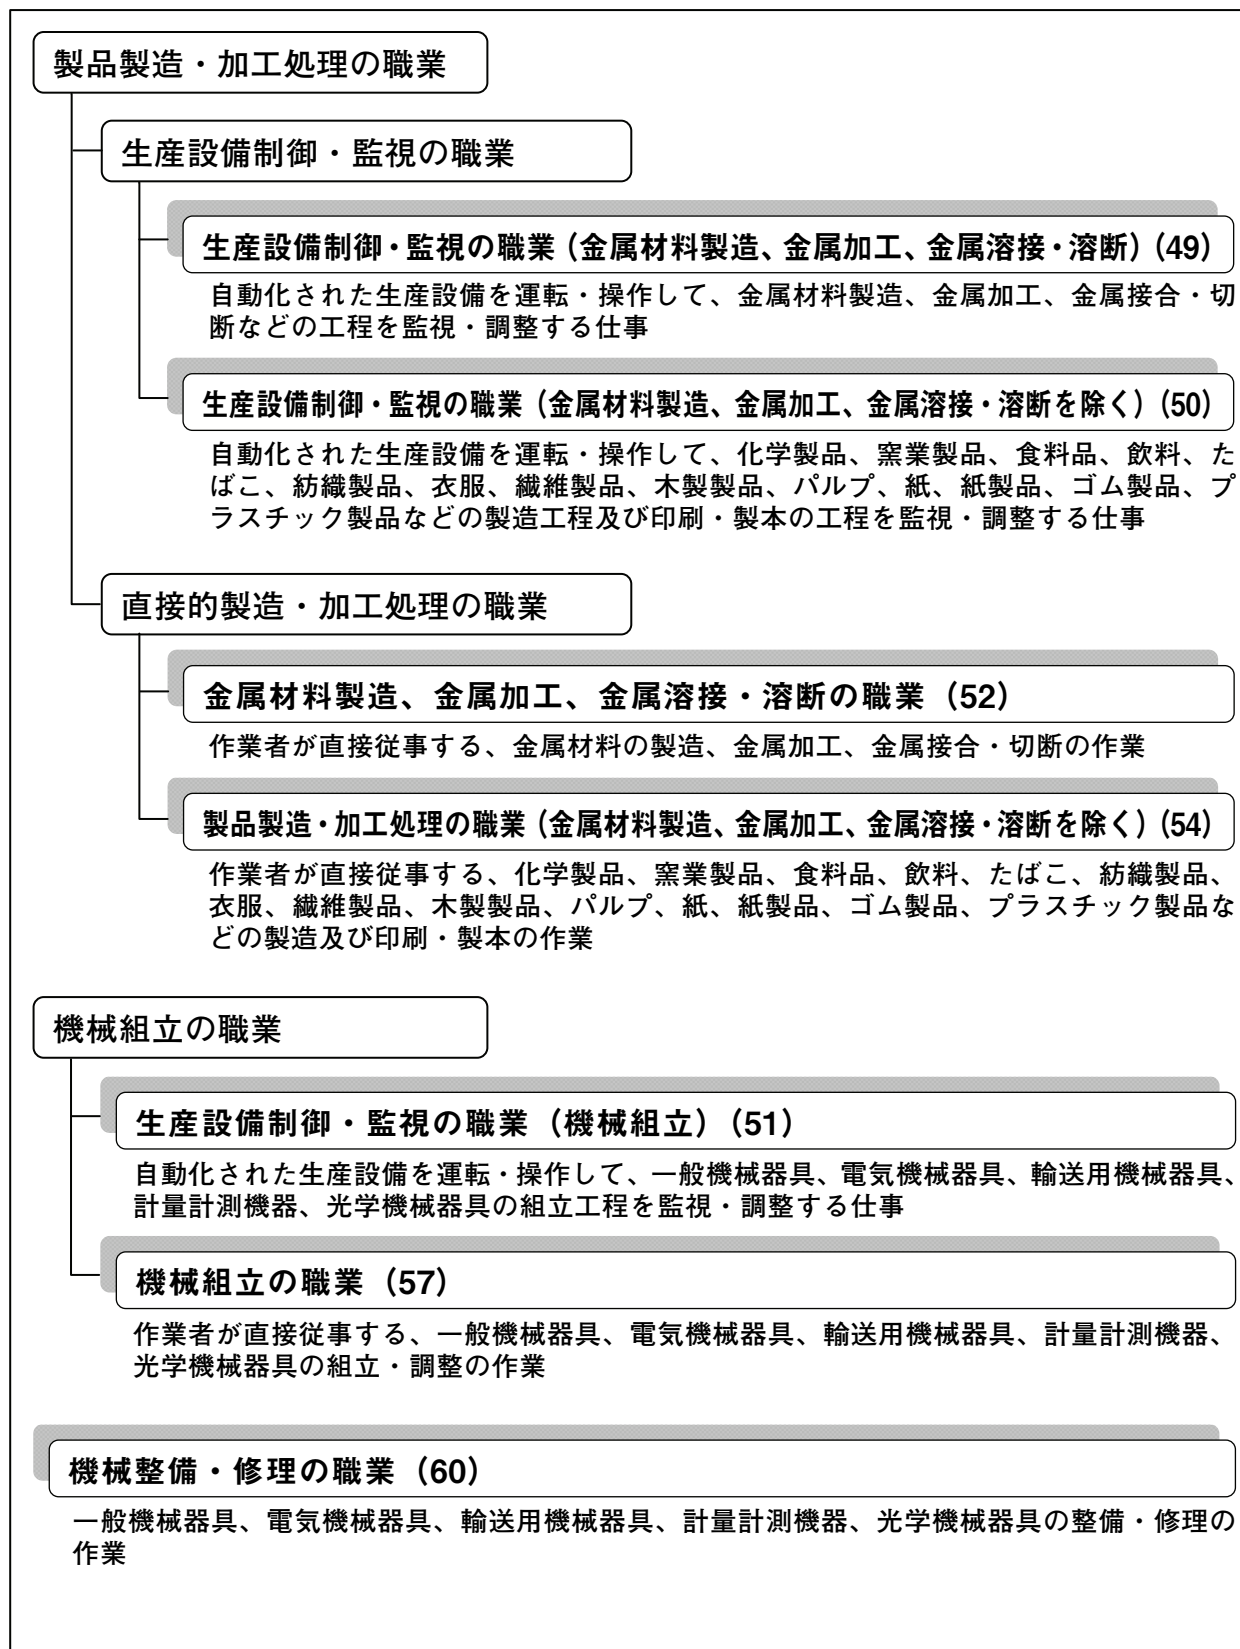 製品製造・加工処理の職業
生産設備制御・監視の職業
生産設備制御・監視の職業（金属材料製造、金属加工、金属溶接・溶断）（49）
自動化された生産設備を運転・操作して、金属材料製造、金属加工、金属接合・切
断などの工程を監視・調整する仕事
生産設備制御・監視の職業（金属材料製造、金属加工、金属溶接・溶断を除く）（50）
自動化された生産設備を運転・操作して、化学製品、窯業製品、食料品、飲料、た
ばこ、紡織製品、衣服、繊維製品、木製製品、パルプ、紙、紙製品、ゴム製品、プ
ラスチック製品などの製造工程及び印刷・製本の工程を監視・調整する仕事
直接的製造・加工処理の職業
金属材料製造、金属加工、金属溶接・溶断の職業（52）
作業者が直接従事する、金属材料の製造、金属加工、金属接合・切断の作業
製品製造・加工処理の職業（金属材料製造、金属加工、金属溶接・溶断を除く）（54）
作業者が直接従事する、化学製品、窯業製品、食料品、飲料、たばこ、紡織製品、
衣服、繊維製品、木製製品、パルプ、紙、紙製品、ゴム製品、プラスチック製品な
どの製造及び印刷・製本の作業
機械組立の職業
生産設備制御・監視の職業（機械組立）（51）
自動化された生産設備を運転・操作して、一般機械器具、電気機械器具、輸送用機械器具、
計量計測機器、光学機械器具の組立工程を監視・調整する仕事
機械組立の職業（57）
作業者が直接従事する、一般機械器具、電気機械器具、輸送用機械器具、計量計測機器、
光学機械器具の組立・調整の作業
機械整備・修理の職業（60）
一般機械器具、電気機械器具、輸送用機械器具、計量計測機器、光学機械器具の整備・修理の
作業